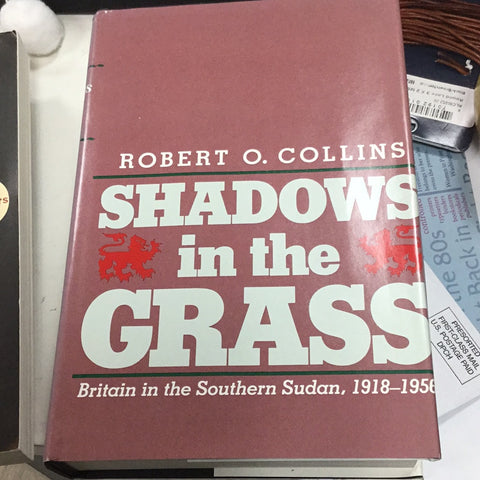 ROBERT O. COLLINS
SHADOWS
in the
GRASS
Britain in the Southern Sudan, 1918–1956
the 80s
Back in
PRESORTED
FIRST-CLASS MAIL
U.S. POSTAGE PAID
DPCH